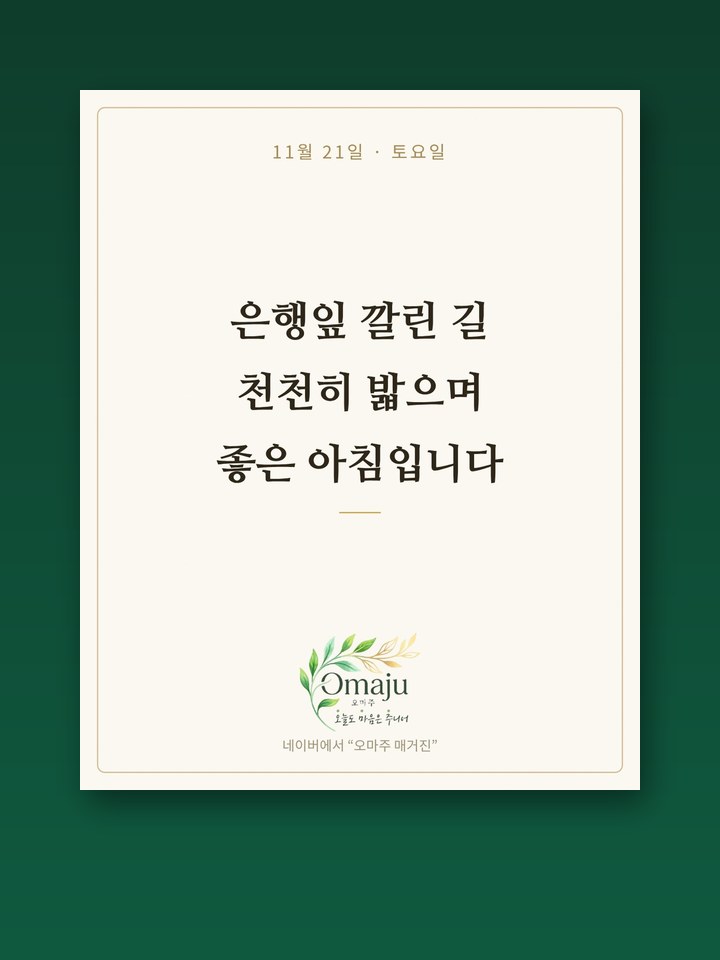 11월 21일 · 토요일
은행잎 깔린 길
천천히 밟으며
좋은 아침입니다
Omaju
오마주
오늘도 마음은 주니어
네이버에서 “오마주 매거진”